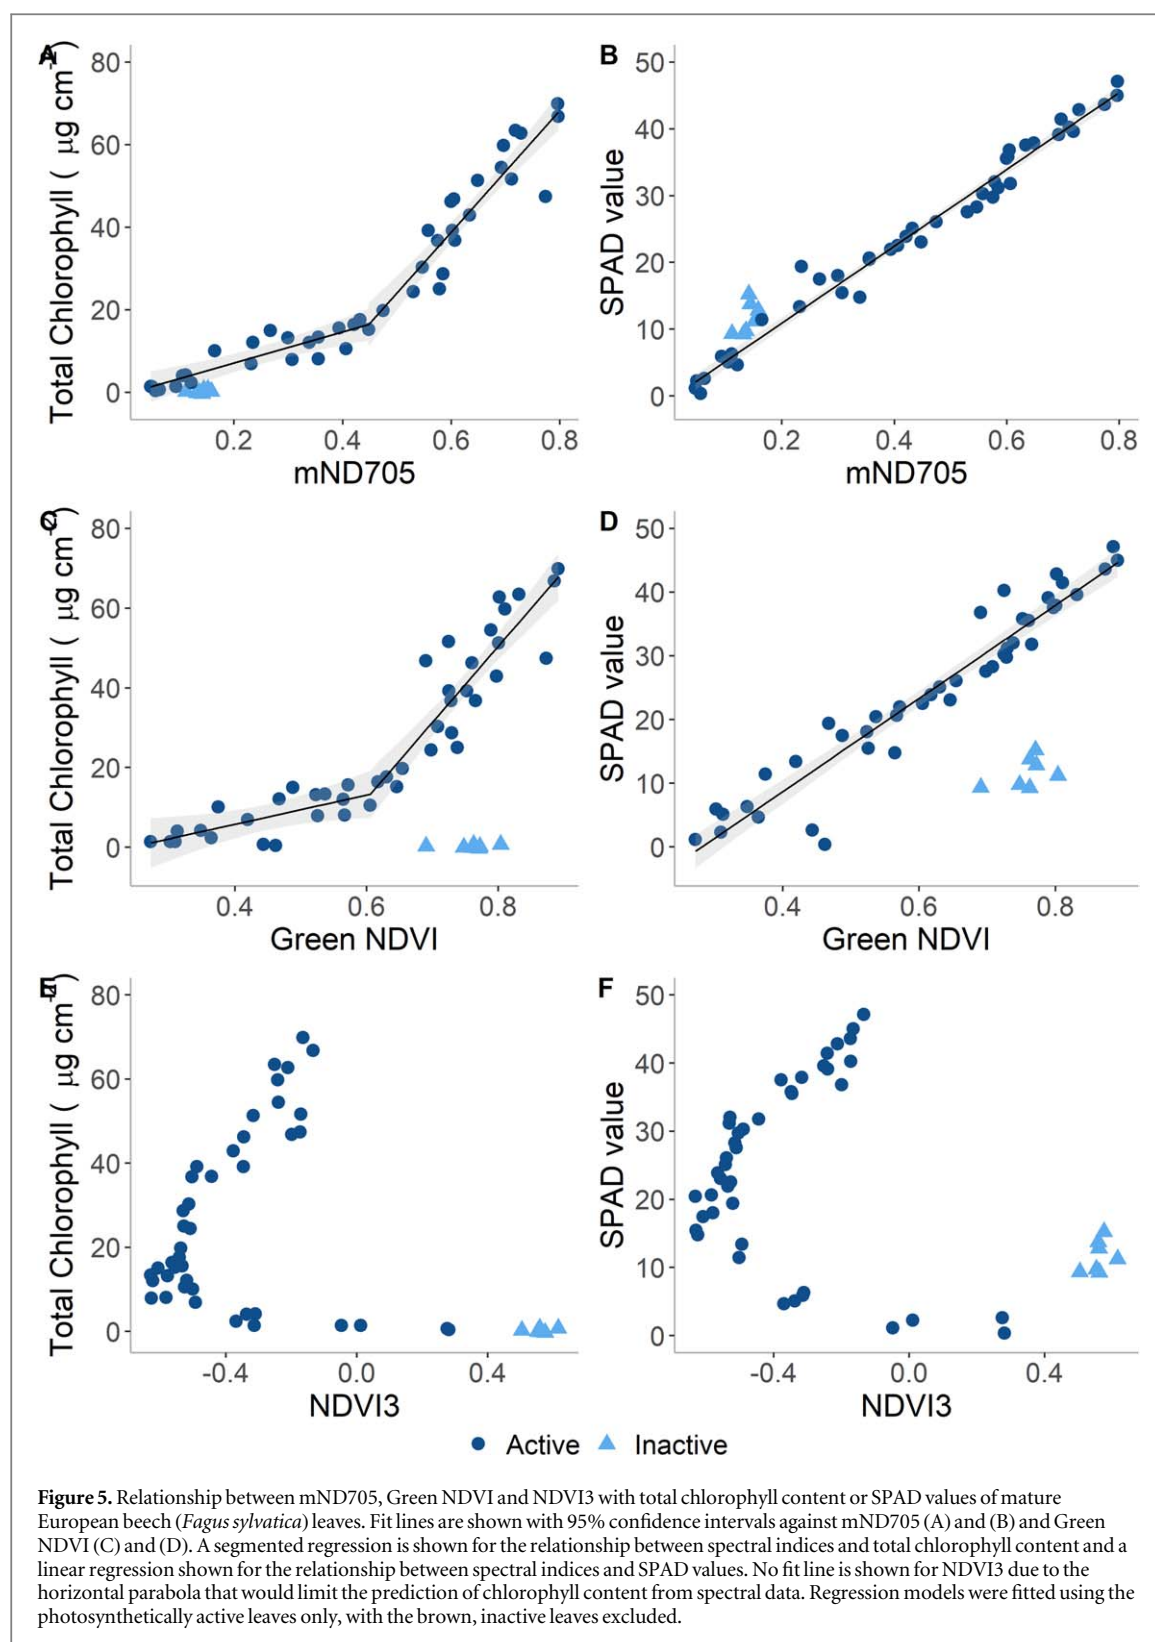 A
B
Total Chlorophyll ( μg cm⁻²)
80
60
40
20
0
0.2 0.4 0.6 0.8
mND705
SPAD value
50
40
30
20
10
0
0.2 0.4 0.6 0.8
mND705
C
D
Total Chlorophyll ( μg cm⁻²)
80
60
40
20
0
0.4 0.6 0.8
Green NDVI
SPAD value
50
40
30
20
10
0
0.4 0.6 0.8
Green NDVI
E
F
Total Chlorophyll ( μg cm⁻²)
80
60
40
20
0
-0.4 0.0 0.4
NDVI3
SPAD value
50
40
30
20
10
0
-0.4 0.0 0.4
NDVI3
Active Inactive
Figure 5. Relationship between mND705, Green NDVI and NDVI3 with total chlorophyll content or SPAD values of mature
European beech (Fagus sylvatica) leaves. Fit lines are shown with 95% confidence intervals against mND705 (A) and (B) and Green
NDVI (C) and (D). A segmented regression is shown for the relationship between spectral indices and total chlorophyll content and a
linear regression shown for the relationship between spectral indices and SPAD values. No fit line is shown for NDVI3 due to the
horizontal parabola that would limit the prediction of chlorophyll content from spectral data. Regression models were fitted using the
photosynthetically active leaves only, with the brown, inactive leaves excluded.